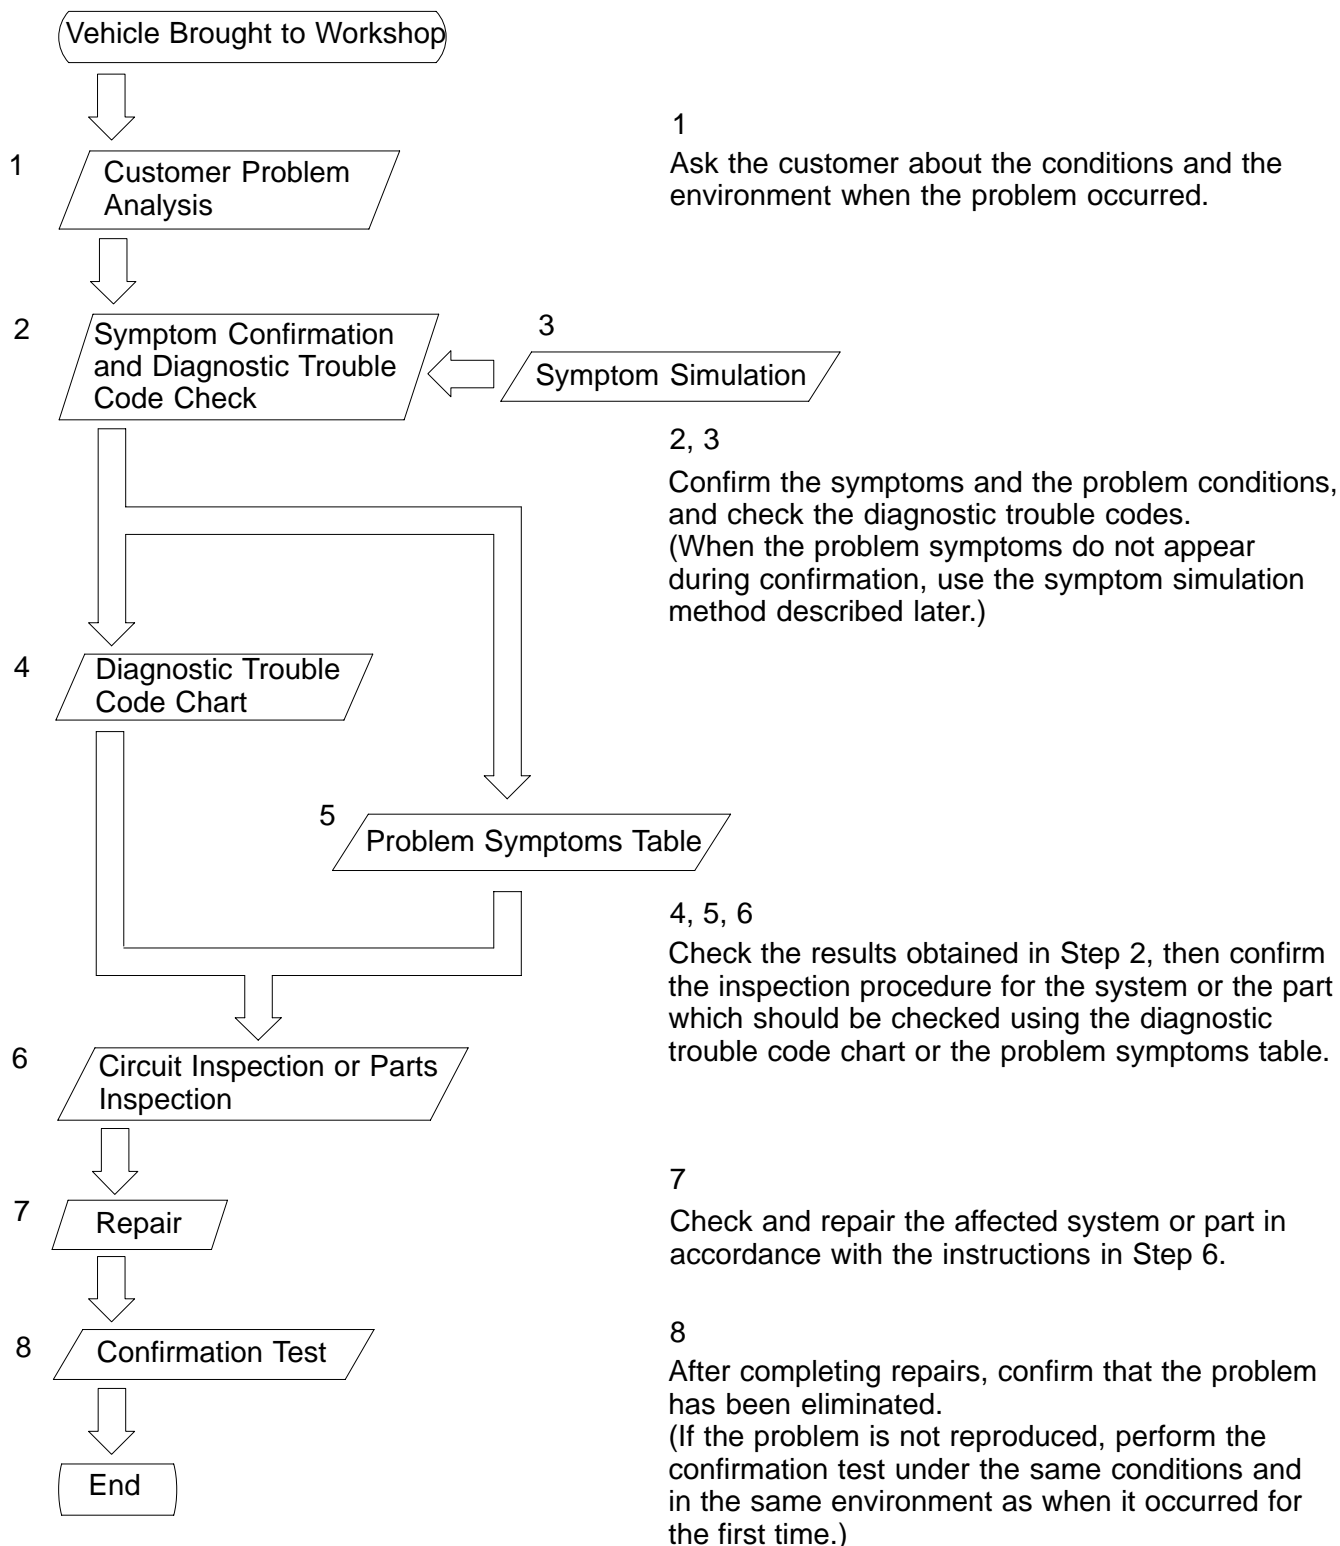 Vehicle Brought to Workshop
1
Customer Problem
Analysis
1
Ask the customer about the conditions and the
environment when the problem occurred.
2
Symptom Confirmation
and Diagnostic Trouble
Code Check
3
Symptom Simulation
2, 3
Confirm the symptoms and the problem conditions,
and check the diagnostic trouble codes.
(When the problem symptoms do not appear
during confirmation, use the symptom simulation
method described later.)
4
Diagnostic Trouble
Code Chart
5
Problem Symptoms Table
4, 5, 6
Check the results obtained in Step 2, then confirm
the inspection procedure for the system or the part
which should be checked using the diagnostic
trouble code chart or the problem symptoms table.
6
Circuit Inspection or Parts
Inspection
7
Repair
7
Check and repair the affected system or part in
accordance with the instructions in Step 6.
8
Confirmation Test
8
After completing repairs, confirm that the problem
has been eliminated.
(If the problem is not reproduced, perform the
confirmation test under the same conditions and
in the same environment as when it occurred for
the first time.)
End